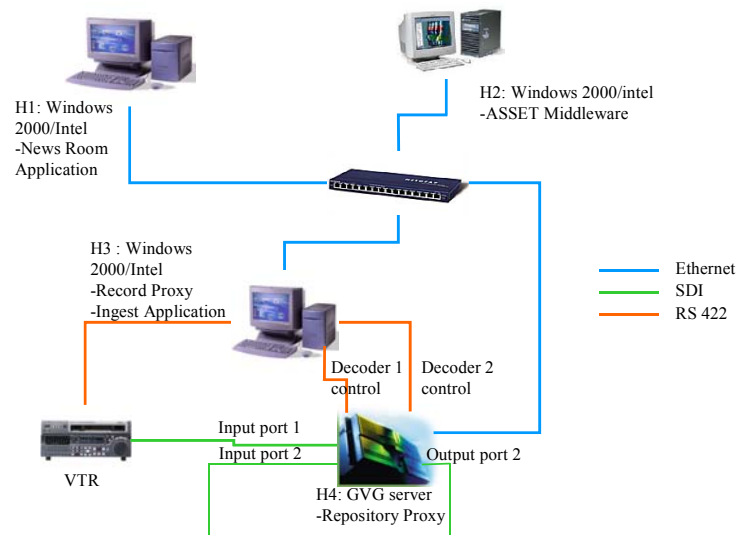 H1: Windows
2000/Intel
-News Room
Application
H2: Windows 2000/intel
-ASSET Middleware
H3 : Windows
2000/Intel
-Record Proxy
-Ingest Application
Ethernet
SDI
RS 422
Decoder 1
control
Decoder 2
control
Input port 1
Input port 2
Output port 2
VTR
H4: GVG server
-Repository Proxy